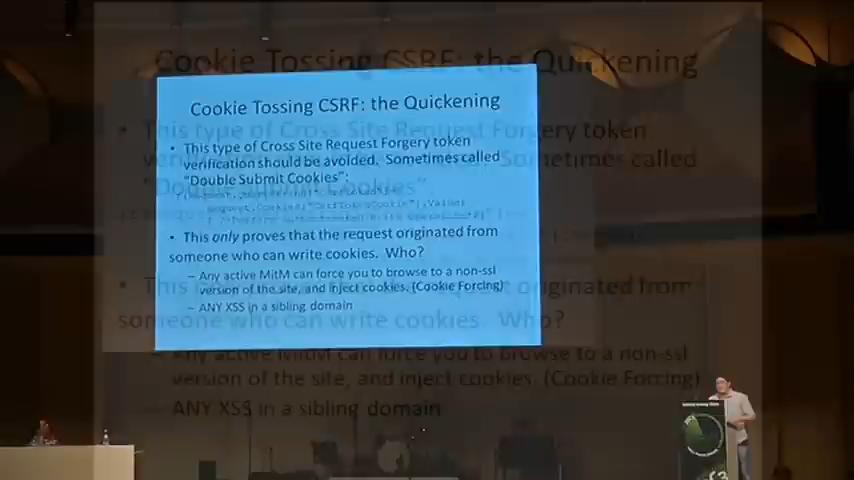 Cookie Tossing CSRF: the Quickening
• This type of Cross Site Request Forgery token
verification should be avoided. Sometimes called
"Double Submit Cookies":
• This only proves that the request originated from
someone who can write cookies. Who?
– Any active MitM can force you to browse to a non-ssl
version of the site, and inject cookies. (Cookie Forcing)
– ANY XSS in a sibling domain